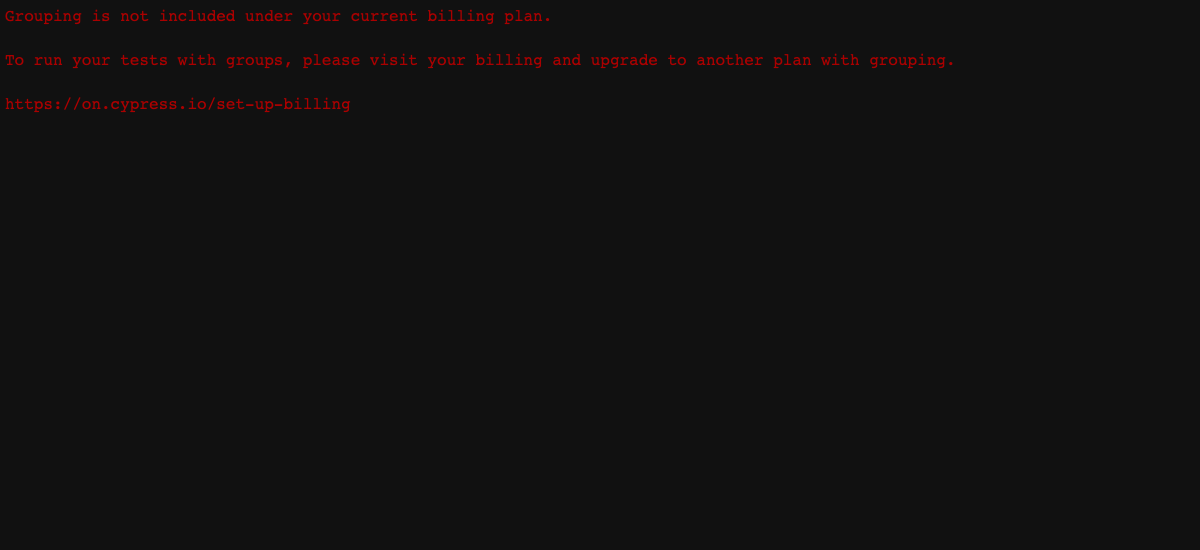 Grouping is not included under your current billing plan.
To run your tests with groups, please visit your billing and upgrade to another plan with grouping.
https://on.cypress.io/set-up-billing